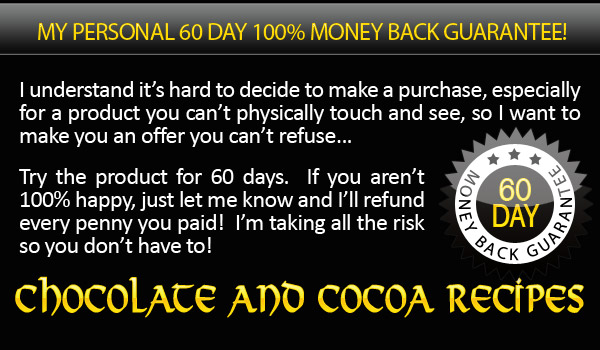 MY PERSONAL 60 DAY 100% MONEY BACK GUARANTEE!
I understand it’s hard to decide to make a purchase, especially
for a product you can’t physically touch and see, so I want to
make you an offer you can’t refuse...
Try the product for 60 days.  If you aren’t
100% happy, just let me know and I’ll refund
every penny you paid!  I’m taking all the risk
so you don’t have to!
MONEY BACK GUARANTEE
60
DAY
CHOCOLATE AND COCOA RECIPES